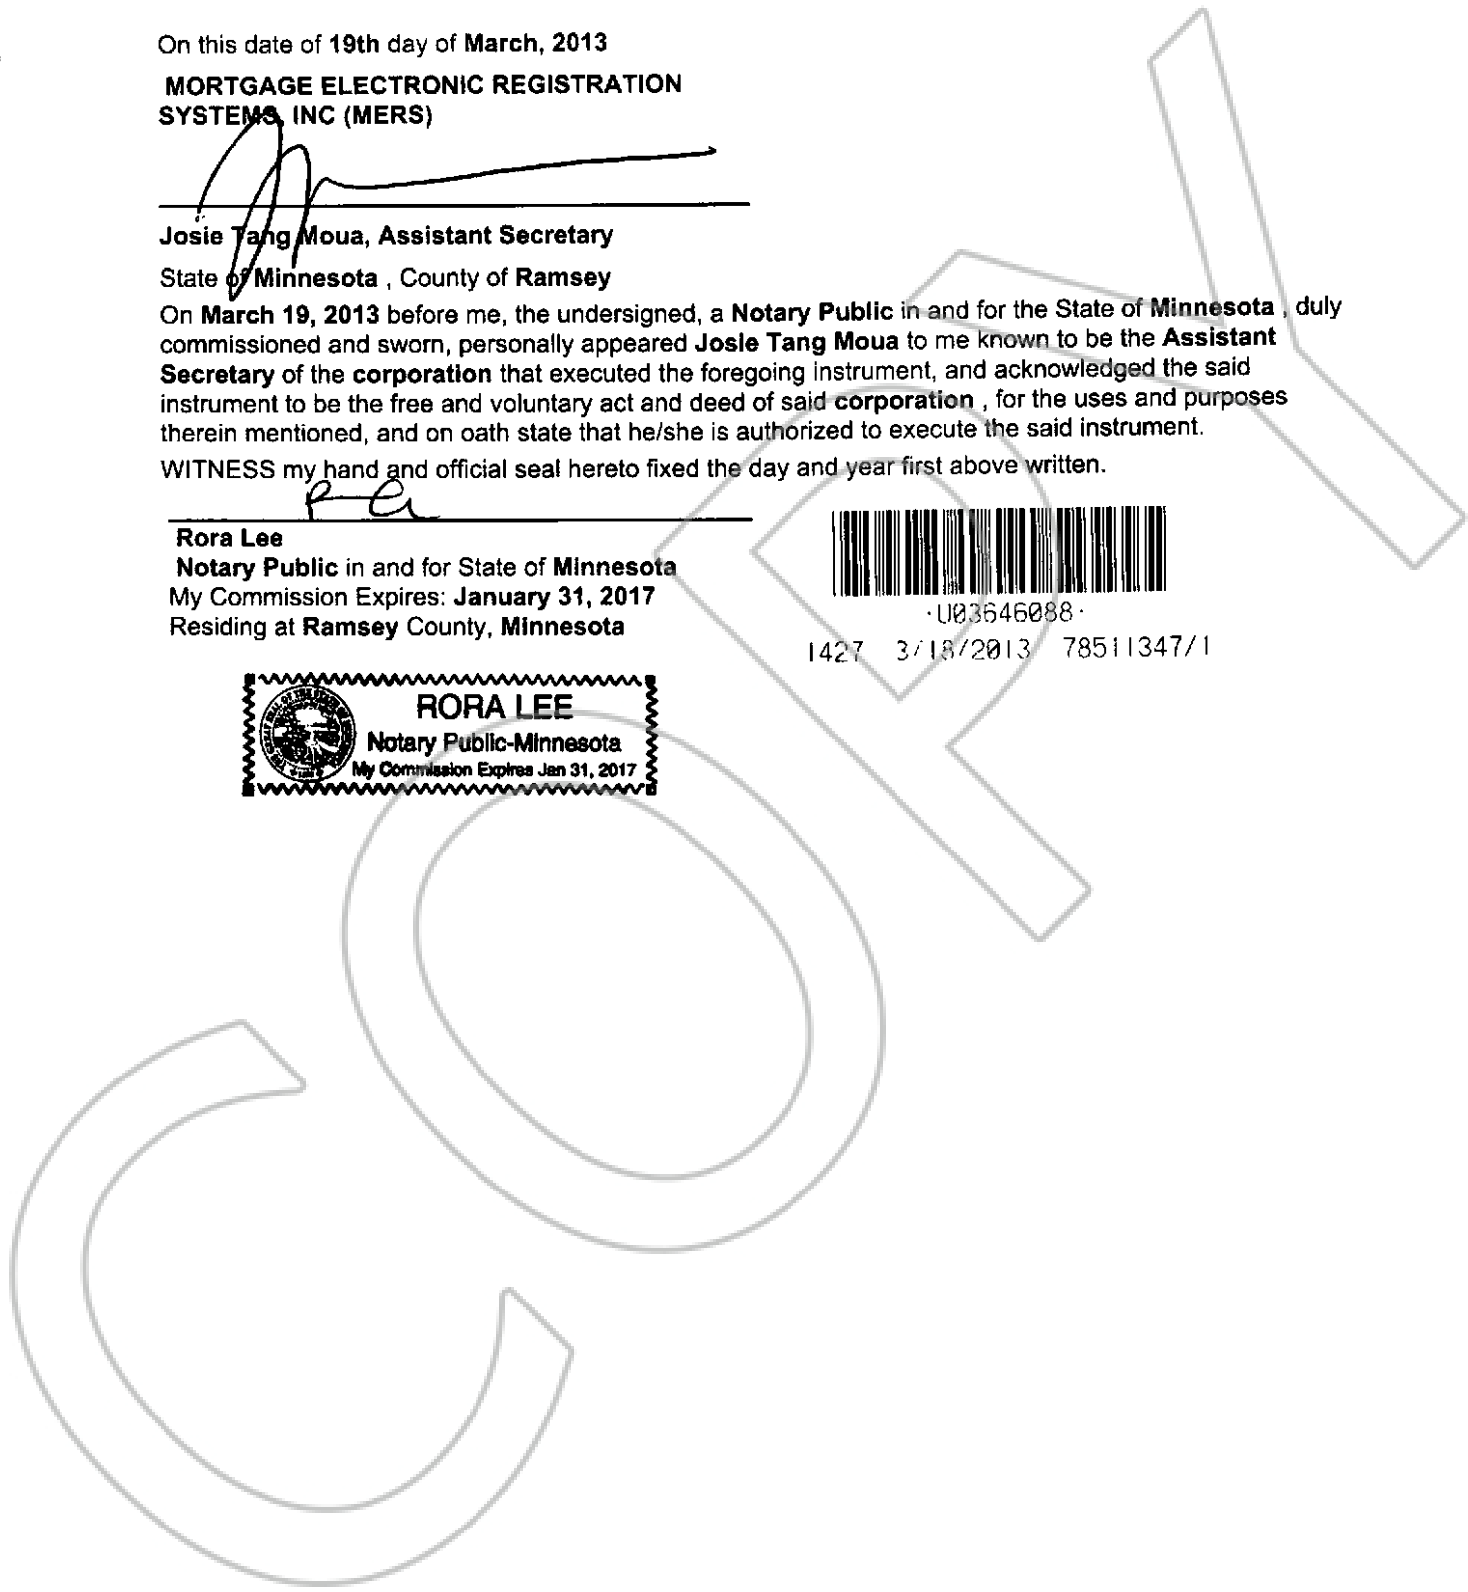 On this date of 19th day of March, 2013
MORTGAGE ELECTRONIC REGISTRATION
SYSTEMS, INC (MERS)
Josie Tang Moua, Assistant Secretary
State of Minnesota , County of Ramsey
On March 19, 2013 before me, the undersigned, a Notary Public in and for the State of Minnesota , duly
commissioned and sworn, personally appeared Josie Tang Moua to me known to be the Assistant
Secretary of the corporation that executed the foregoing instrument, and acknowledged the said
instrument to be the free and voluntary act and deed of said corporation , for the uses and purposes
therein mentioned, and on oath state that he/she is authorized to execute the said instrument.
WITNESS my hand and official seal hereto fixed the day and year first above written.
Rora Lee
Notary Public in and for State of Minnesota
My Commission Expires: January 31, 2017
Residing at Ramsey County, Minnesota
·U03646088·
1427 3/18/2013 78511347/1
RORA LEE
Notary Public-Minnesota
My Commission Expires Jan 31, 2017
COPY